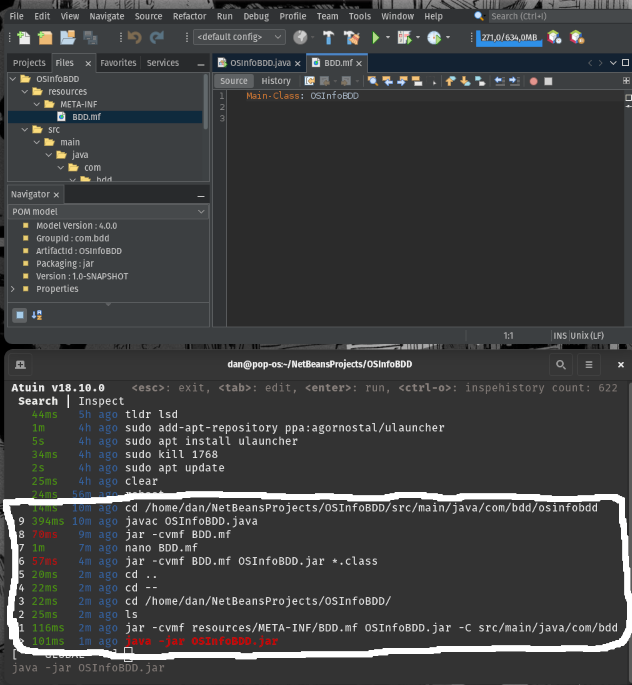 File Edit View Navigate Source Refactor Run Debug Profile Team Tools Window Help Search (Ctrl+I)
<default config> 271,0/634,0MB
Projects Files × Favorites Services
OSInfoBDD
resources
META-INF
BDD.mf
src
main
java
com
bdd
Navigator ×
POM model
Model Version : 4.0.0
GroupId : com.bdd
ArtifactId : OSInfoBDD
Packaging : jar
Version : 1.0-SNAPSHOT
Properties
OSInfoBDD.java × BDD.mf ×
Source History
1 Main-Class: OSInfoBDD
2
3
1:1 INS Unix (LF)
dan@pop-os:~/NetBeansProjects/OSInfoBDD
Atuin v18.10.0 <esc>: exit, <tab>: edit, <enter>: run, <ctrl-o>: inspehistory count: 622
Search | Inspect
44ms 5h ago tldr lsd
1m 4h ago sudo add-apt-repository ppa:agornostal/ulauncher
5s 4h ago sudo apt install ulauncher
34ms 4h ago sudo kill 1768
2s 4h ago sudo apt update
25ms 4h ago clear
24ms 56m ago reboot
14ms 10m ago cd /home/dan/NetBeansProjects/OSInfoBDD/src/main/java/com/bdd/osinfobdd
9 394ms 10m ago javac OSInfoBDD.java
8 70ms 9m ago jar -cvmf BDD.mf
7 1m 7m ago nano BDD.mf
6 57ms 4m ago jar -cvmf BDD.mf OSInfoBDD.jar *.class
5 20ms 2m ago cd ..
4 22ms 2m ago cd --
3 22ms 2m ago cd /home/dan/NetBeansProjects/OSInfoBDD/
2 25ms 2m ago ls
1 116ms 2m ago jar -cvmf resources/META-INF/BDD.mf OSInfoBDD.jar -C src/main/java/com/bdd
> 101ms 1m ago java -jar OSInfoBDD.jar
[ GLOBAL ]
java -jar OSInfoBDD.jar